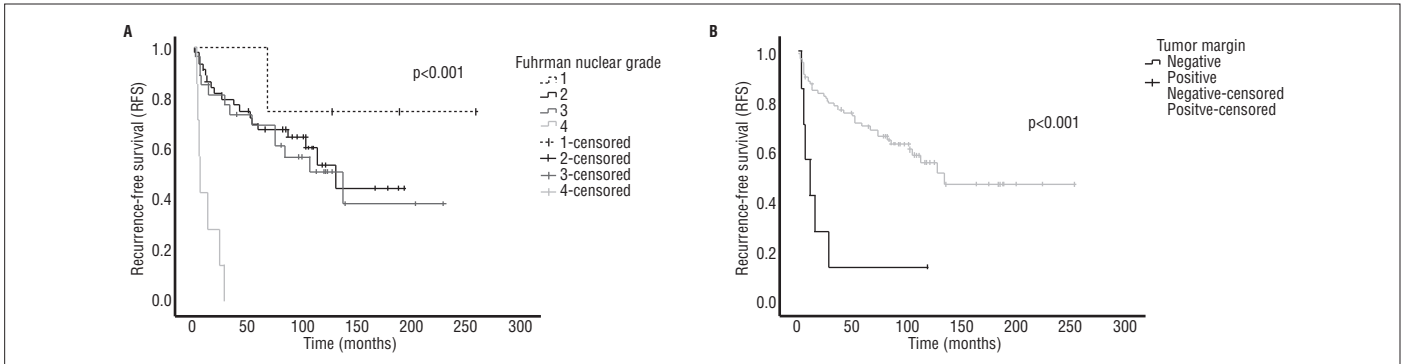 A
Recurrence-free survival (RFS)
1.0
0.8
0.6
0.4
0.2
0.0
p<0.001
0 50 100 150 200 250 300
Time (months)
Fuhrman nuclear grade
1
2
3
4
1-censored
2-censored
3-censored
4-censored
B
Recurrence-free survival (RFS)
1.0
0.8
0.6
0.4
0.2
0.0
p<0.001
0 50 100 150 200 250 300
Time (months)
Tumor margin
Negative
Positive
Negative-censored
Positve-censored